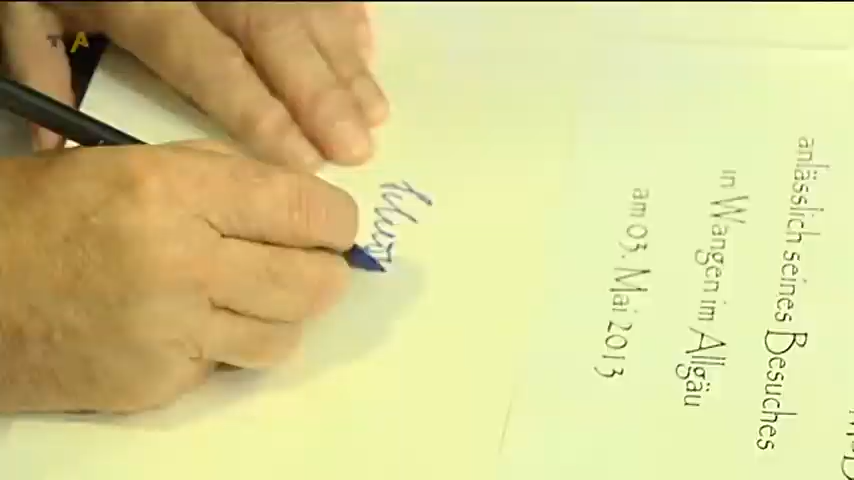 anlässlich seines Besuches
in Wangen im Allgäu
am 03. Mai 2013